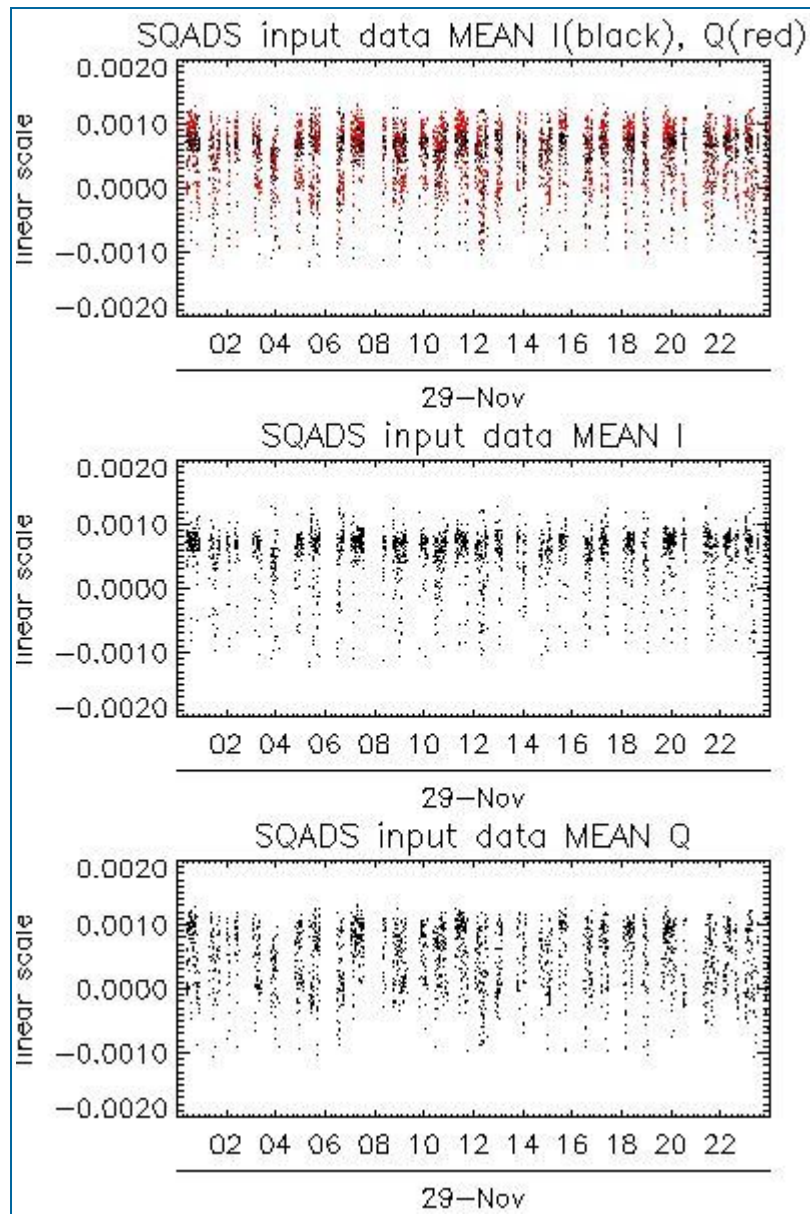 SQADS input data MEAN I(black), Q(red)
0.0020
0.0010
0.0000
−0.0010
−0.0020
linear scale
02 04 06 08 10 12 14 16 18 20 22
29−Nov
SQADS input data MEAN I
0.0020
0.0010
0.0000
−0.0010
−0.0020
linear scale
02 04 06 08 10 12 14 16 18 20 22
29−Nov
SQADS input data MEAN Q
0.0020
0.0010
0.0000
−0.0010
−0.0020
linear scale
02 04 06 08 10 12 14 16 18 20 22
29−Nov